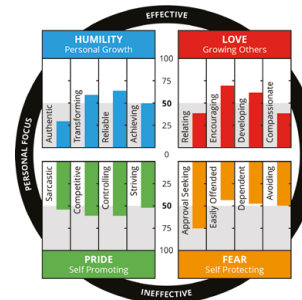 EFFECTIVE
HUMILITY
Personal Growth
LOVE
Growing Others
PERSONAL FOCUS
Authentic
Transforming
Reliable
Achieving
100
75
50
25
0
Relating
Encouraging
Developing
Compassionate
Sarcastic
Competitive
Controlling
Striving
25
50
75
100
Approval Seeking
Easily Offended
Dependent
Avoiding
PRIDE
Self Promoting
FEAR
Self Protecting
INEFFECTIVE